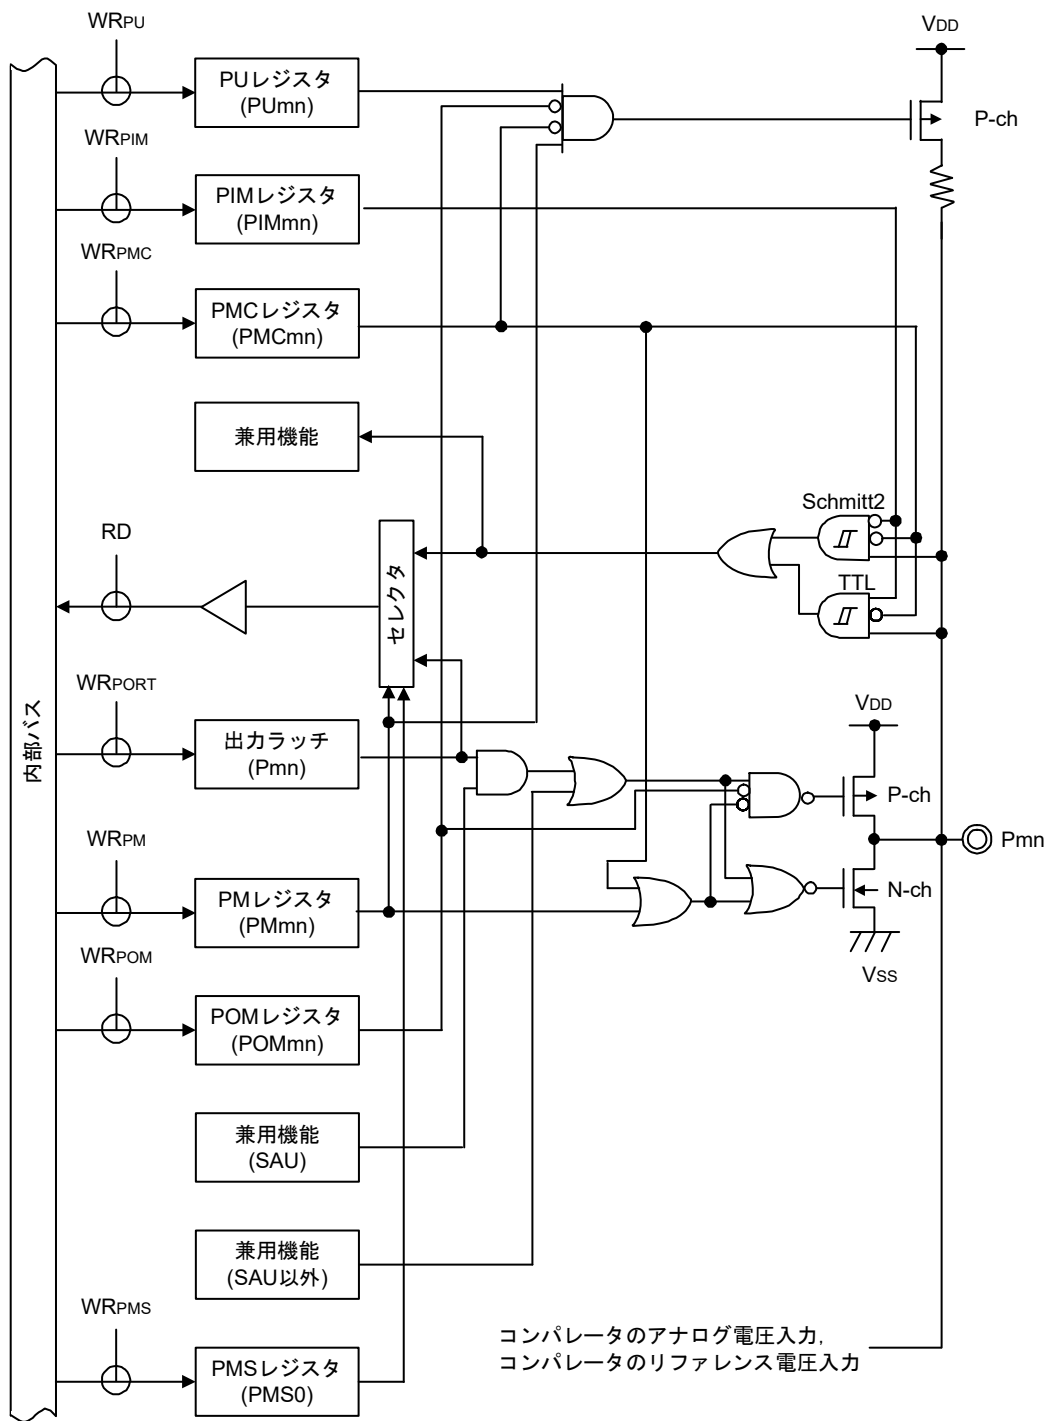 WRPU
PUレジスタ
(PUmn)
VDD
P-ch
WRPIM
PIMレジスタ
(PIMmn)
WRPMC
PMCレジスタ
(PMCmn)
兼用機能
Schmitt2
RD
セレクタ
TTL
WRPORT
出力ラッチ
(Pmn)
内部バス
VDD
P-ch
Pmn
WRPM
PMレジスタ
(PMmn)
N-ch
VSS
WRPOM
POMレジスタ
(POMmn)
兼用機能
(SAU)
兼用機能
(SAU以外)
WRPMS
PMSレジスタ
(PMS0)
コンパレータのアナログ電圧入力,
コンパレータのリファレンス電圧入力